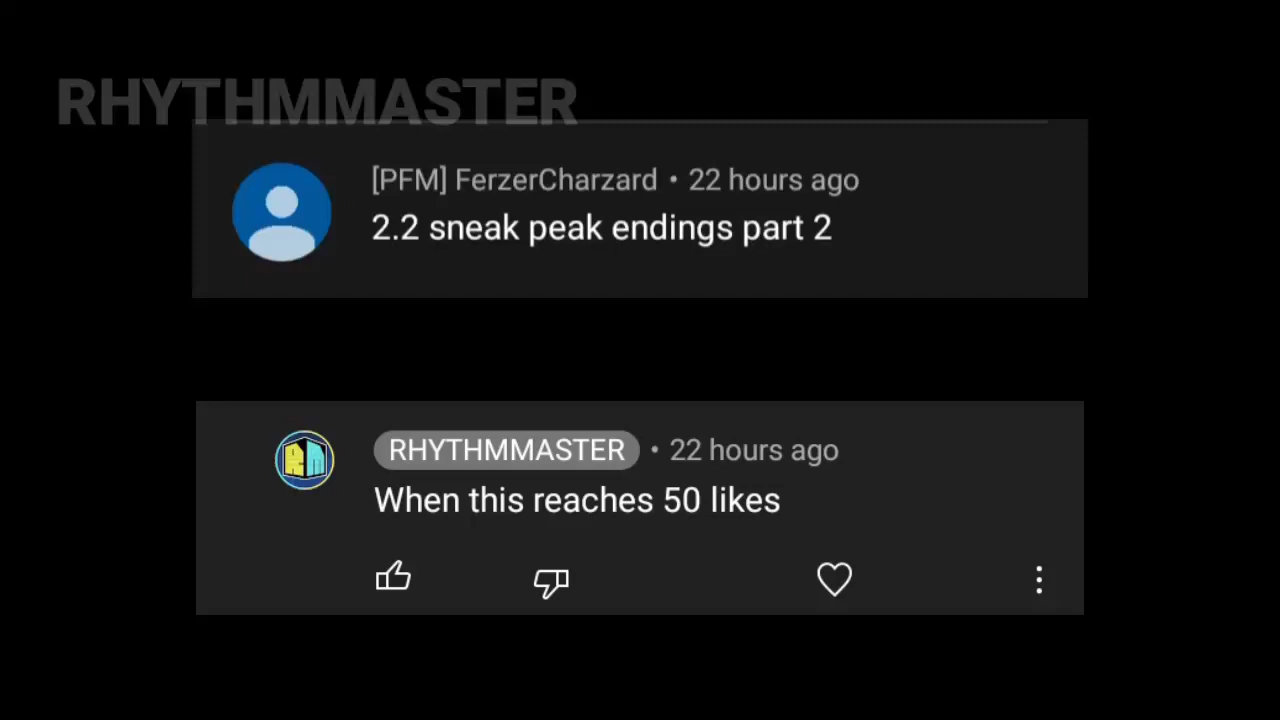 RHYTHMMASTER
[PFM] FerzerCharzard • 22 hours ago
2.2 sneak peak endings part 2
RHYTHMMASTER • 22 hours ago
When this reaches 50 likes